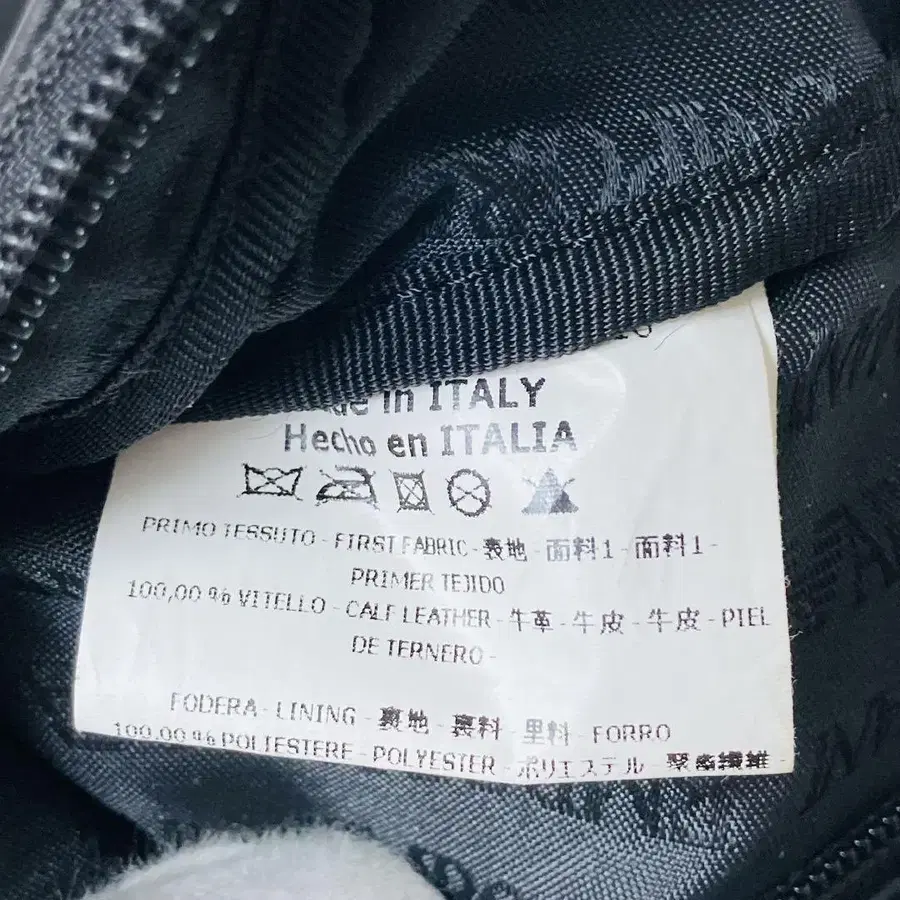 in ITALY
Hecho en ITALIA
PRIMO TESSUTO - FIRST FABRIC - 表地 - 面料1 - 面料1 -
PRIMER TEJIDO
100,00 % VITELLO - CALF LEATHER - 牛革 - 牛皮 - 牛皮 - PIEL
DE TERNERO -
FODERA - LINING - 裏地 - 裏料 - 里料 - FORRO
100,00 % POLIESTERE - POLYESTER - ポリエステル - 聚酯纖維 -